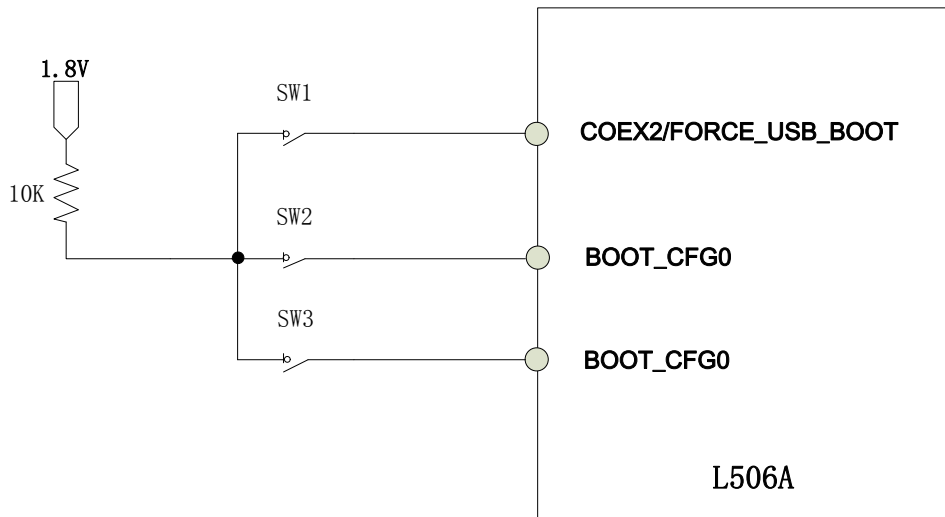 1.8V
SW1
COEX2/FORCE_USB_BOOT
10K
SW2
BOOT_CFG0
SW3
BOOT_CFG0
L506A